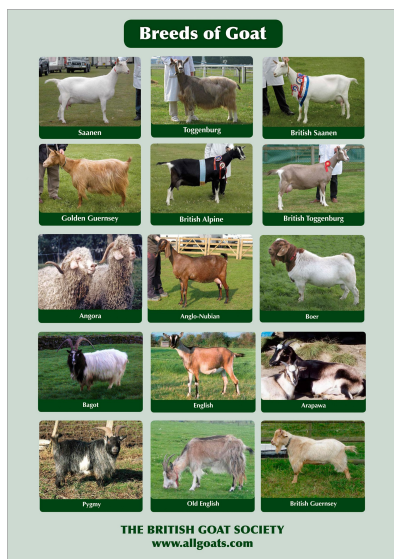 Breeds of Goat
Saanen
Toggenburg
British Saanen
Golden Guernsey
British Alpine
British Toggenburg
Angora
Anglo-Nubian
Boer
Bagot
English
Arapawa
Pygmy
Old English
British Guernsey
THE BRITISH GOAT SOCIETY
www.allgoats.com